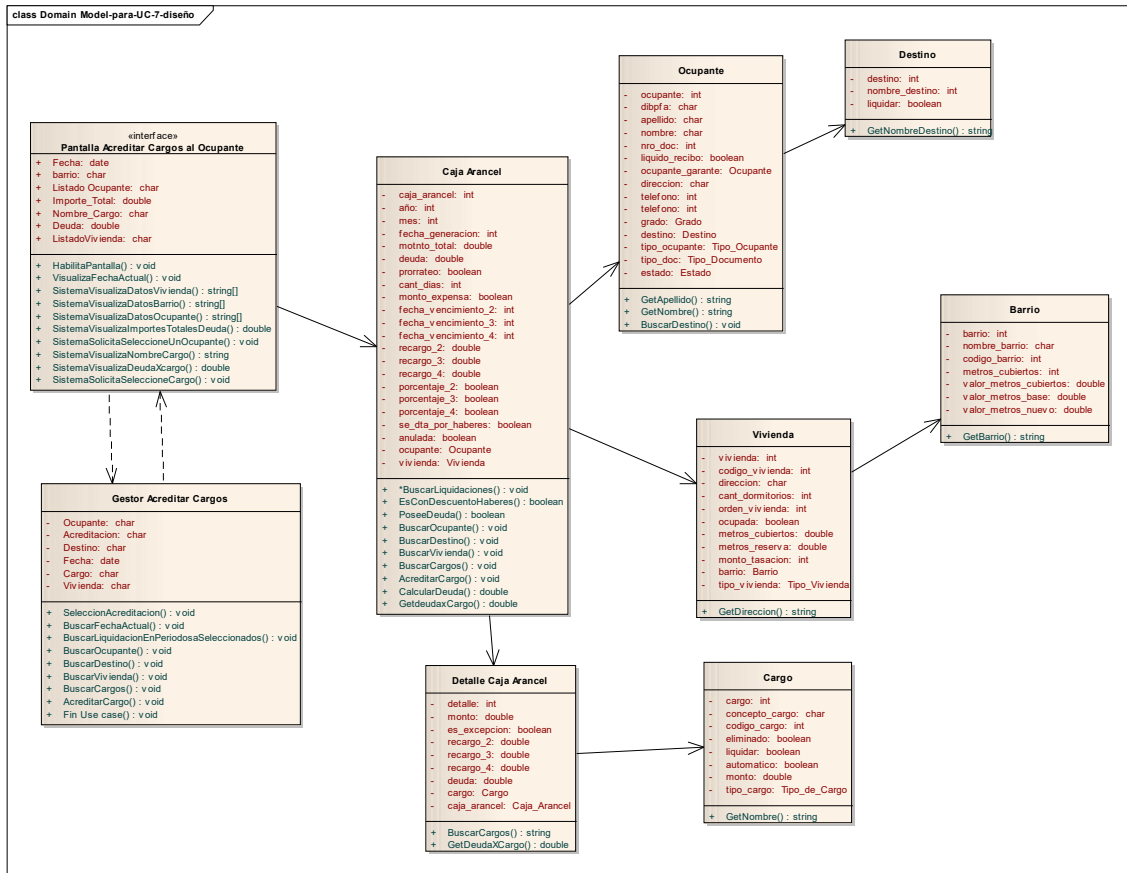 class Domain Model-para-UC-7-diseño
«interface»
Pantalla Acreditar Cargos al Ocupante
+ Fecha: date
+ barrio: char
+ Listado Ocupante: char
+ Importe_Total: double
+ Nombre_Cargo: char
+ Deuda: double
+ ListadoVivienda: char
+ HabilitaPantalla() : void
+ VisualizaFechaActual() : void
+ SistemaVisualizaDatosVivienda() : string[]
+ SistemaVisualizaDatosBarrio() : string[]
+ SistemaVisualizaDatosOcupante() : string[]
+ SistemaVisualizaImportesTotalesDeuda() : double
+ SistemaSolicitaSeleccioneUnOcupante() : void
+ SistemaVisualizaNombreCargo() : string
+ SistemaVisualizaDeudaXcargo() : double
+ SistemaSolicitaSeleccioneCargo() : void
Gestor Acreditar Cargos
- Ocupante: char
- Acreditacion: char
- Destino: char
- Fecha: date
- Cargo: char
- Vivienda: char
+ SeleccionAcreditacion() : void
+ BuscarFechaActual() : void
+ BuscarLiquidacionEnPeriodosaSeleccionados() : void
+ BuscarOcupante() : void
+ BuscarDestino() : void
+ BuscarVivienda() : void
+ BuscarCargos() : void
+ AcreditarCargo() : void
+ Fin Use case() : void
Caja Arancel
- caja_arancel: int
- año: int
- mes: int
- fecha_generacion: int
- motnto_total: double
- deuda: double
- prorrateo: boolean
- cant_dias: int
- monto_expensa: boolean
- fecha_vencimiento_2: int
- fecha_vencimiento_3: int
- fecha_vencimiento_4: int
- recargo_2: double
- recargo_3: double
- recargo_4: double
- porcentaje_2: boolean
- porcentaje_3: boolean
- porcentaje_4: boolean
- se_dta_por_haberes: boolean
- anulada: boolean
- ocupante: Ocupante
- vivienda: Vivienda
+ *BuscarLiquidaciones() : void
+ EsConDescuentoHaberes() : boolean
+ PoseeDeuda() : boolean
+ BuscarOcupante() : void
+ BuscarDestino() : void
+ BuscarVivienda() : void
+ BuscarCargos() : void
+ AcreditarCargo() : void
+ CalcularDeuda() : double
+ GetdeudaxCargo() : double
Ocupante
- ocupante: int
- dibpfa: char
- apellido: char
- nombre: char
- nro_doc: int
- liquido_recibo: boolean
- ocupante_garante: Ocupante
- direccion: char
- telefono: int
- telefono: int
- grado: Grado
- destino: Destino
- tipo_ocupante: Tipo_Ocupante
- tipo_doc: Tipo_Documento
- estado: Estado
+ GetApellido() : string
+ GetNombre() : string
+ BuscarDestino() : void
Destino
- destino: int
- nombre_destino: int
- liquidar: boolean
+ GetNombreDestino() : string
Barrio
- barrio: int
- nombre_barrio: char
- codigo_barrio: int
- metros_cubiertos: int
- valor_metros_cubiertos: double
- valor_metros_base: double
- valor_metros_nuevo: double
+ GetBarrio() : string
Vivienda
- vivienda: int
- codigo_vivienda: int
- direccion: char
- cant_dormitorios: int
- orden_vivienda: int
- ocupada: boolean
- metros_cubiertos: double
- metros_reserva: double
- monto_tasacion: int
- barrio: Barrio
- tipo_vivienda: Tipo_Vivienda
+ GetDireccion() : string
Detalle Caja Arancel
- detalle: int
- monto: double
- es_excepcion: boolean
- recargo_2: double
- recargo_3: double
- recargo_4: double
- deuda: double
- cargo: Cargo
- caja_arancel: Caja_Arancel
+ BuscarCargos() : string
+ GetDeudaXCargo() : double
Cargo
- cargo: int
- concepto_cargo: char
- codigo_cargo: int
- eliminado: boolean
- liquidar: boolean
- automatico: boolean
- monto: double
- tipo_cargo: Tipo_de_Cargo
+ GetNombre() : string